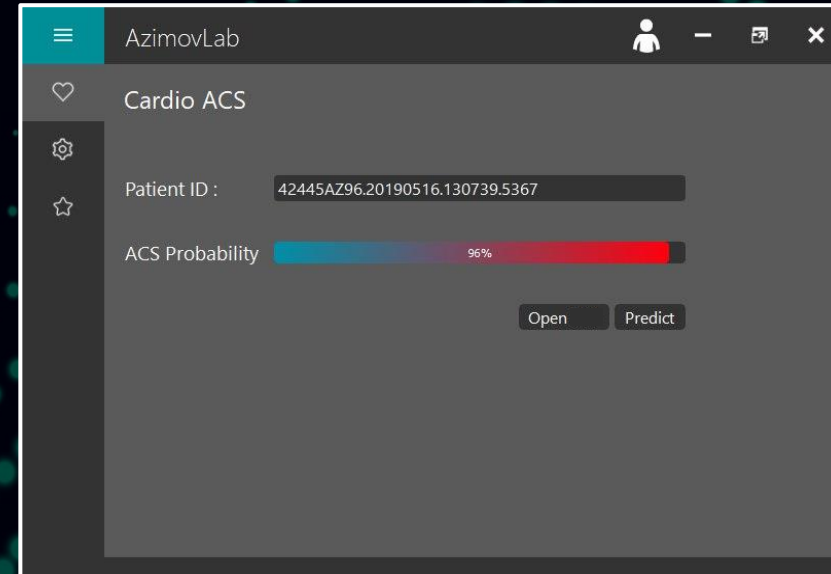 AzimovLab
Cardio ACS
Patient ID :
42445AZ96.20190516.130739.5367
ACS Probability
96%
Open
Predict